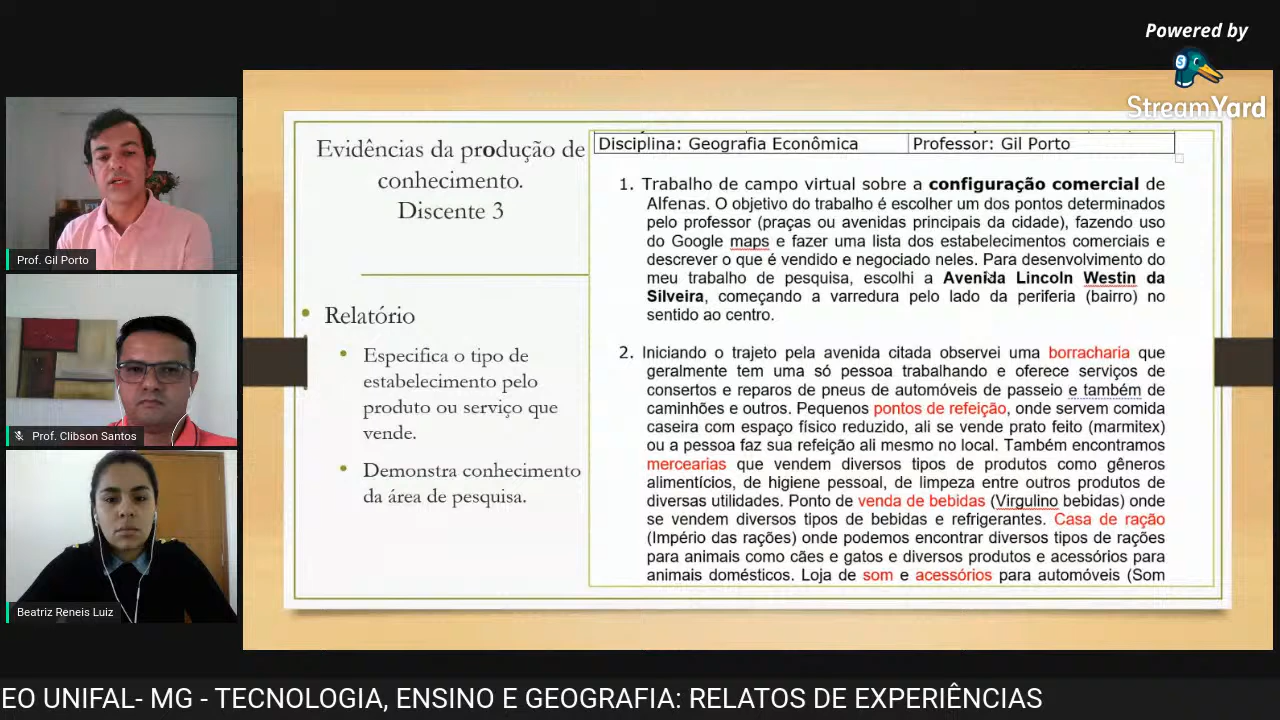 Powered by
StreamYard
Prof. Gil Porto
Prof. Clibson Santos
Beatriz Reneis Luiz
Evidências da produção de
conhecimento.
Discente 3
• Relatório
• Especifica o tipo de
estabelecimento pelo
produto ou serviço que
vende.
• Demonstra conhecimento
da área de pesquisa.
Disciplina: Geografia Econômica
Professor: Gil Porto
1. Trabalho de campo virtual sobre a configuração comercial de
Alfenas. O objetivo do trabalho é escolher um dos pontos determinados
pelo professor (praças ou avenidas principais da cidade), fazendo uso
do Google maps e fazer uma lista dos estabelecimentos comerciais e
descrever o que é vendido e negociado neles. Para desenvolvimento do
meu trabalho de pesquisa, escolhi a Avenida Lincoln Westin da
Silveira, começando a varredura pelo lado da periferia (bairro) no
sentido ao centro.
2. Iniciando o trajeto pela avenida citada observei uma borracharia que
geralmente tem uma só pessoa trabalhando e oferece serviços de
consertos e reparos de pneus de automóveis de passeio e também de
caminhões e outros. Pequenos pontos de refeição, onde servem comida
caseira com espaço físico reduzido, ali se vende prato feito (marmitex)
ou a pessoa faz sua refeição ali mesmo no local. Também encontramos
mercearias que vendem diversos tipos de produtos como gêneros
alimentícios, de higiene pessoal, de limpeza entre outros produtos de
diversas utilidades. Ponto de venda de bebidas (Virgulino bebidas) onde
se vendem diversos tipos de bebidas e refrigerantes. Casa de ração
(Império das rações) onde podemos encontrar diversos tipos de rações
para animais como cães e gatos e diversos produtos e acessórios para
animais domésticos. Loja de som e acessórios para automóveis (Som
EO UNIFAL- MG - TECNOLOGIA, ENSINO E GEOGRAFIA: RELATOS DE EXPERIÊNCIAS